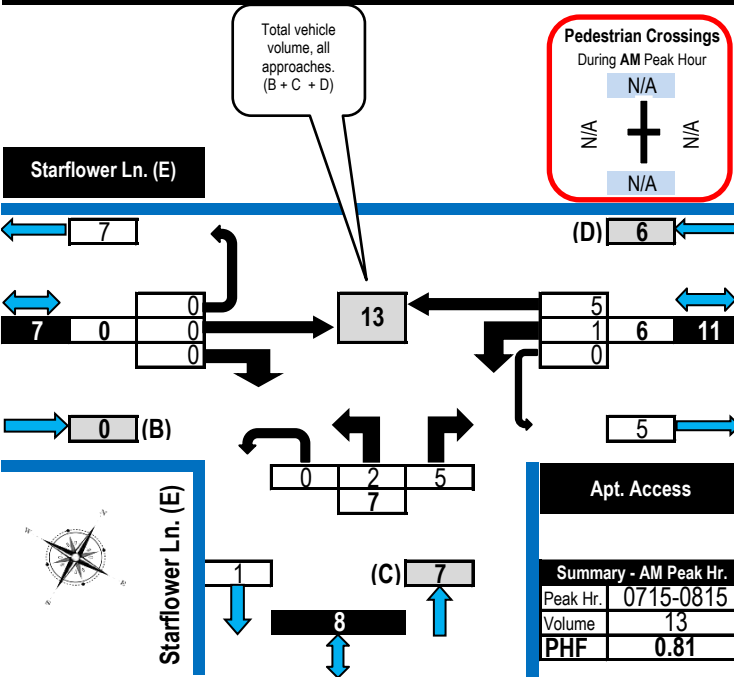 Total vehicle
volume, all
approaches.
(B + C + D)
Pedestrian Crossings
During AM Peak Hour
N/A
N/A N/A
N/A
Starflower Ln. (E)
7 (D) 6
0 5
7 0 0 13 1 6 11
0 0
0 (B) 5
0 2 5
7
Apt. Access
Starflower Ln. (E)
N
W
E
S
1 (C) 7
8
Summary - AM Peak Hr.
Peak Hr. 0715-0815
Volume 13
PHF 0.81